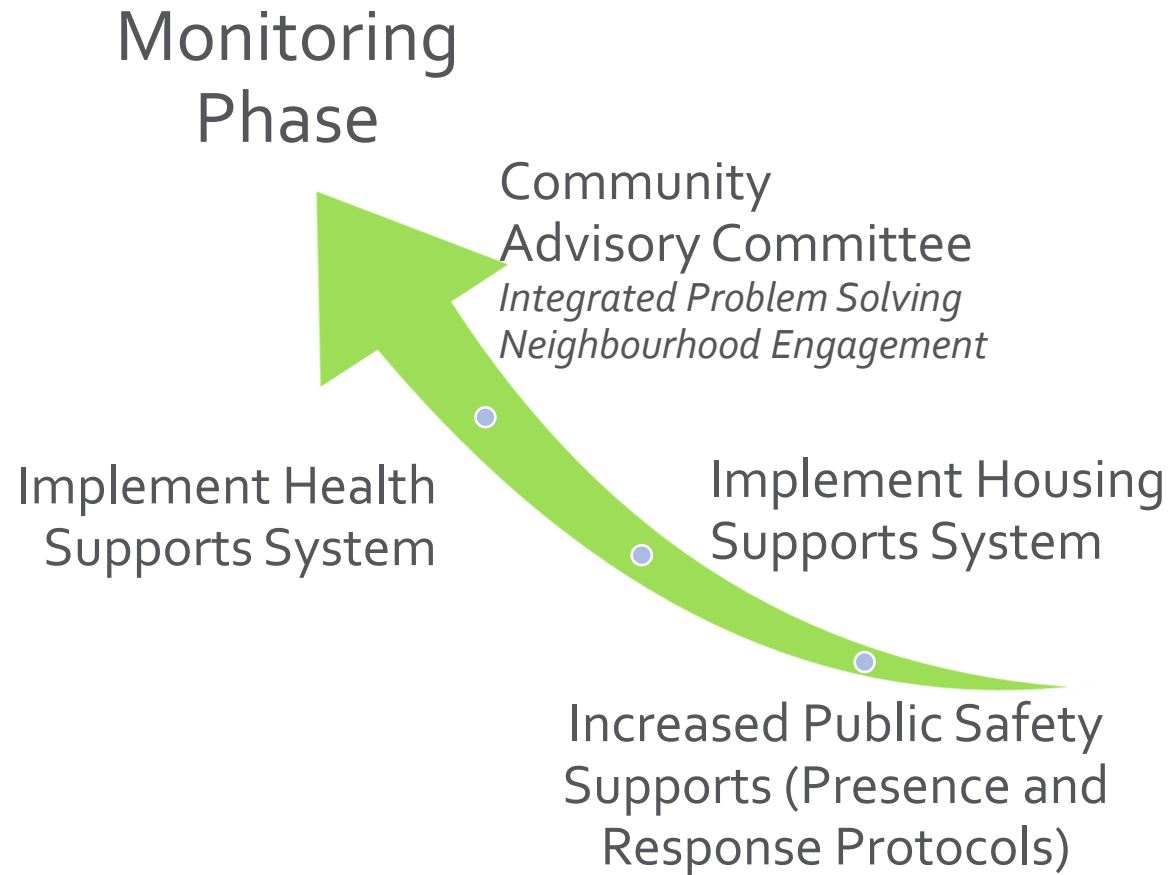 Monitoring
Phase
Community
Advisory Committee
Integrated Problem Solving
Neighbourhood Engagement
Implement Health
Supports System
Implement Housing
Supports System
Increased Public Safety
Supports (Presence and
Response Protocols)